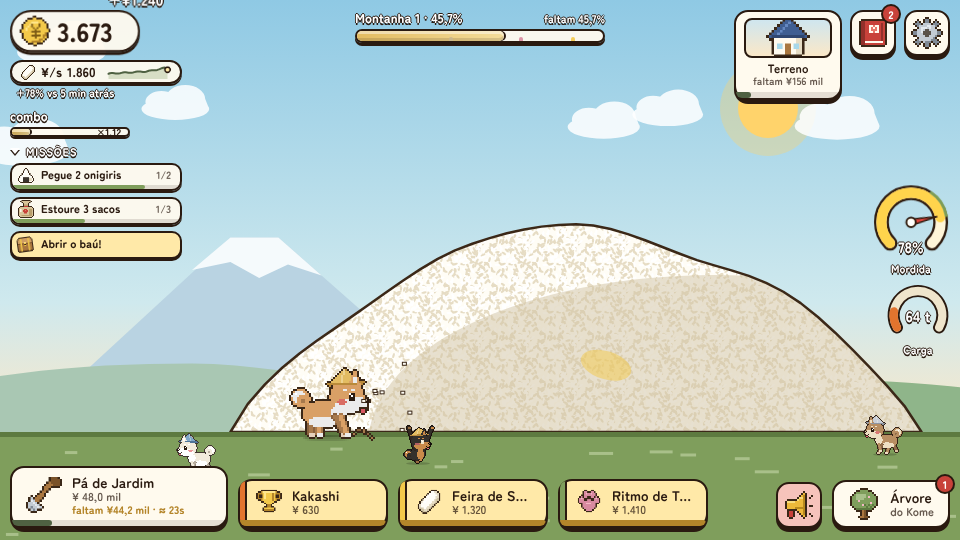 +¥1.240
3.673
¥/s 1.860
+78% vs 5 min atrás
combo
×1,12
MISSÕES
Pegue 2 onigiris 1/2
Estoure 3 sacos 1/3
Abrir o baú!
Montanha 1 · 45,7% faltam 45,7%
Terreno
faltam ¥156 mil
2
78%
Mordida
64 t
Carga
Pá de Jardim
¥ 48,0 mil
faltam ¥44,2 mil · ≈ 23s
Kakashi
¥ 630
Feira de S...
¥ 1.320
Ritmo de T...
¥ 1.410
Árvore
do Kome
1